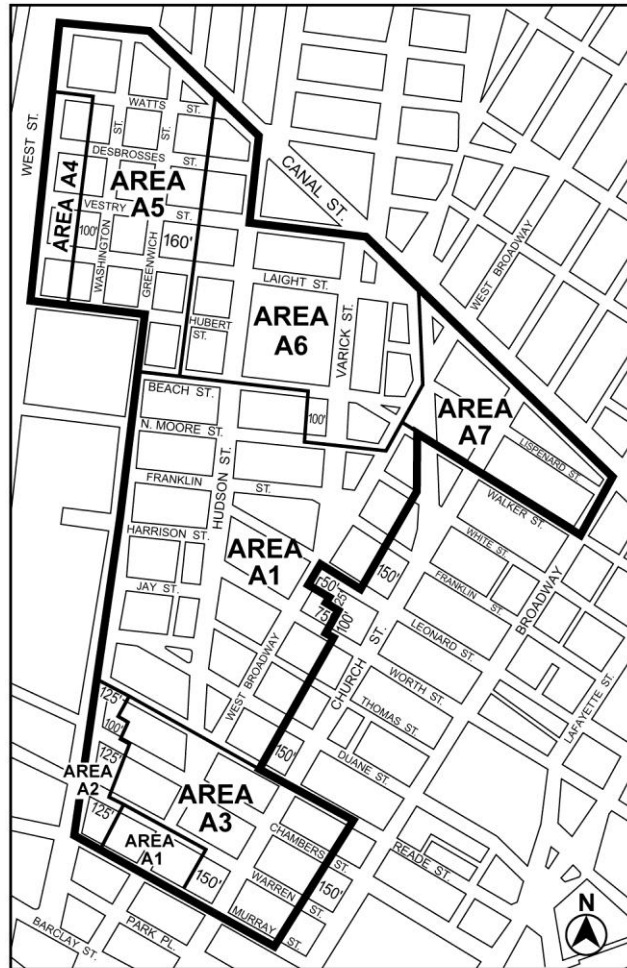 WATTS
ST.
WEST ST.
ST.
ST.
DESBROSSES
ST.
CANAL ST.
AREA A4
AREA
A5
VESTRY
ST.
100'
WASHINGTON
GREENWICH
160'
WEST BROADWAY
LAIGHT ST.
AREA
A6
VARICK ST.
HUBERT
ST.
BEACH ST.
100'
AREA
A7
LISPENARD ST.
N. MOORE ST.
HUDSON ST.
FRANKLIN
ST.
WALKER ST.
HARRISON ST.
AREA
A1
WHITE ST.
BROADWAY
150'
50'
25'
FRANKLIN ST.
JAY ST.
75'
100'
LEONARD ST.
WEST BROADWAY
CHURCH ST.
WORTH ST.
LAFAYETTE ST.
THOMAS ST.
125'
100'
150'
DUANE ST.
125'
AREA
A2
AREA
A3
125'
AREA
A1
CHAMBERS ST.
READE ST.
150'
WARREN ST.
150'
MURRAY ST.
PARK PL.
BARCLAY ST.
N